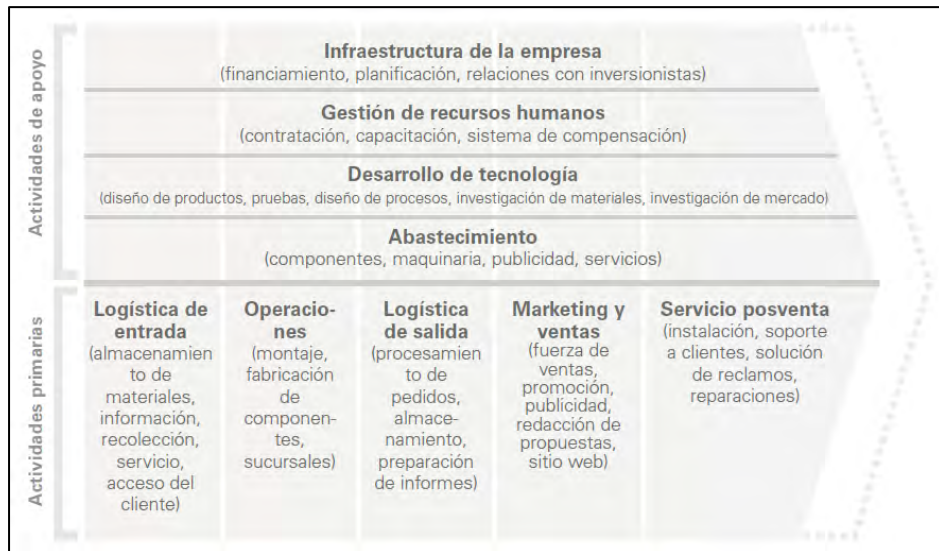 Actividades de apoyo
Infraestructura de la empresa
(financiamiento, planificación, relaciones con inversionistas)
Gestión de recursos humanos
(contratación, capacitación, sistema de compensación)
Desarrollo de tecnología
(diseño de productos, pruebas, diseño de procesos, investigación de materiales, investigación de mercado)
Abastecimiento
(componentes, maquinaria, publicidad, servicios)
Actividades primarias
Logística de
entrada
(almacenamien
to de
materiales,
información,
recolección,
servicio,
acceso del
cliente)
Operacio-
nes
(montaje,
fabricación
de
componen-
tes,
sucursales)
Logística
de salida
(procesamien
to de
pedidos,
almace-
namiento,
preparación
de informes)
Marketing y
ventas
(fuerza de
ventas,
promoción,
publicidad,
redacción de
propuestas,
sitio web)
Servicio posventa
(instalación, soporte
a clientes, solución
de reclamos,
reparaciones)